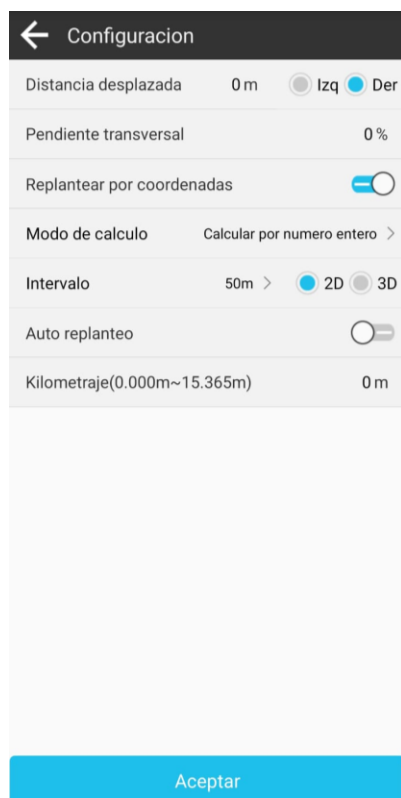 Configuracion
Distancia desplazada 0 m Izq Der
Pendiente transversal 0 %
Replantear por coordenadas
Modo de calculo Calcular por numero entero >
Intervalo 50m > 2D 3D
Auto replanteo
Kilometraje(0.000m~15.365m) 0 m
Aceptar